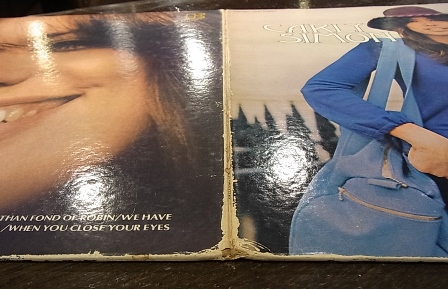 CARLY
SIMON
THAN FOND OF ROBIN/WE HAVE
/WHEN YOU CLOSE YOUR EYES